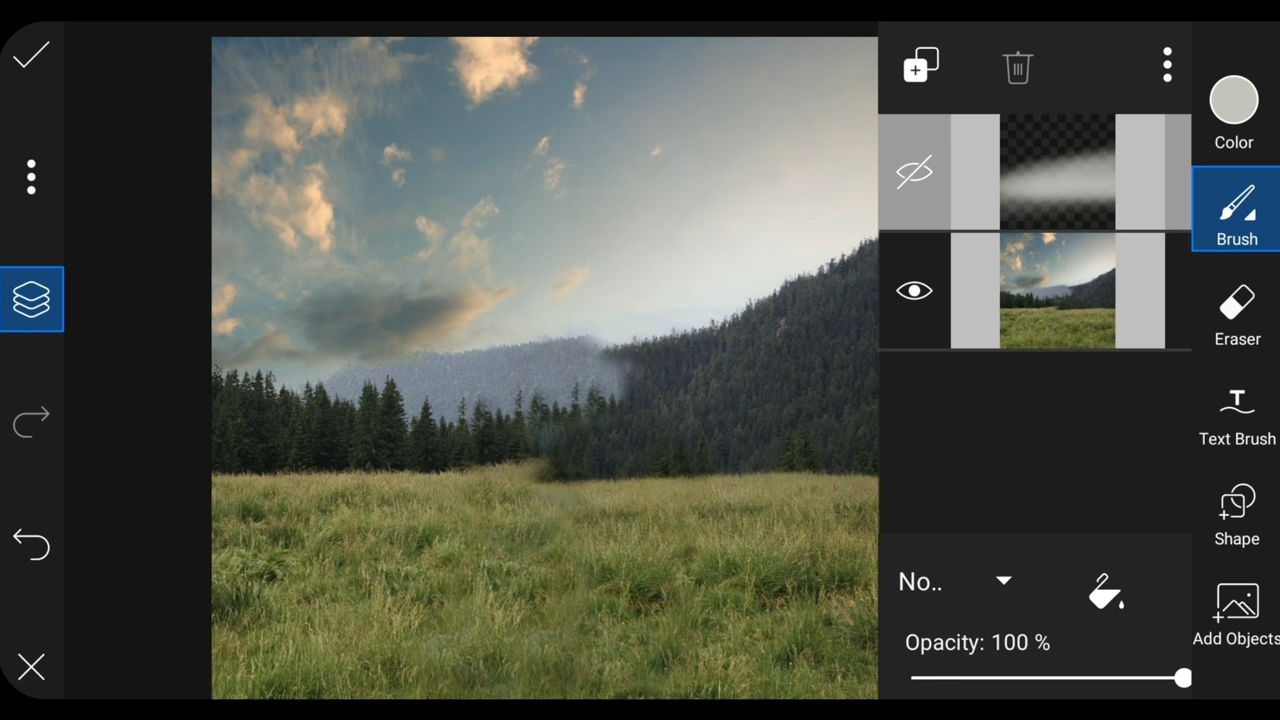 Color
Brush
Eraser
Text Brush
Shape
Add Objects
No..
Opacity: 100 %